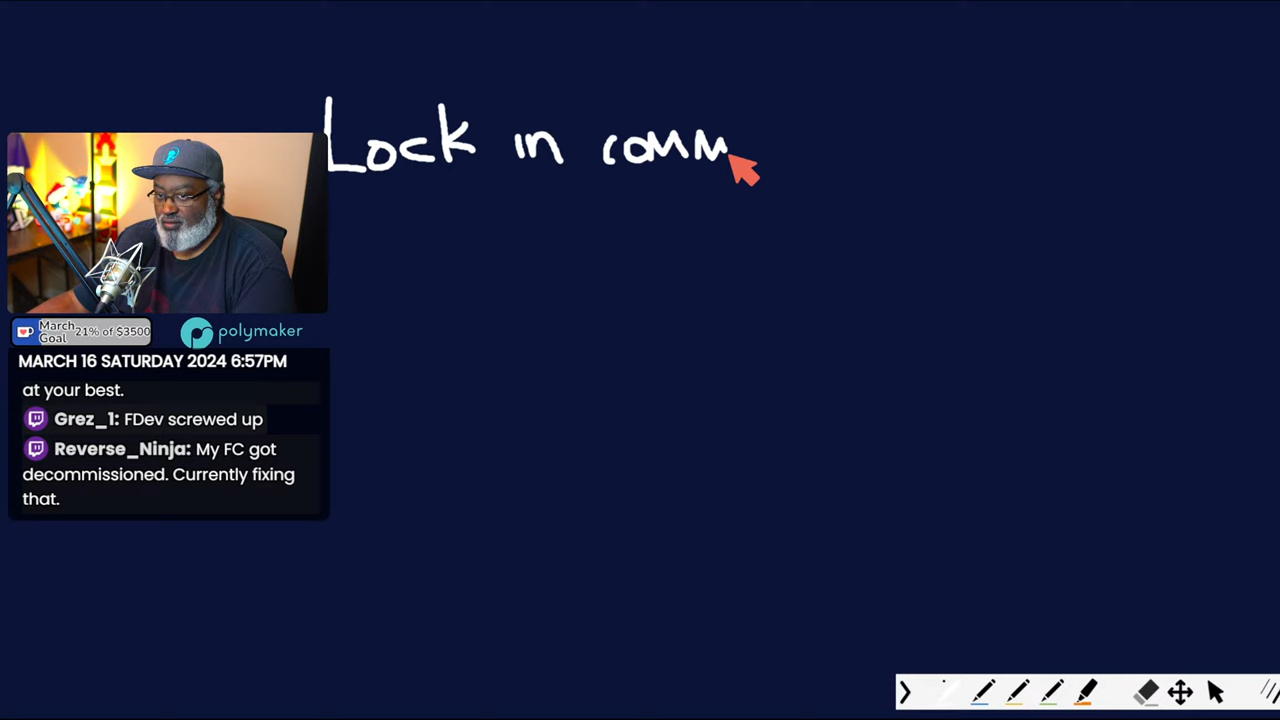 Lock in comm
March Goal 21% of $3500
polymaker
MARCH 16 SATURDAY 2024 6:57PM
at your best.
Grez_1: FDev screwed up
Reverse_Ninja: My FC got
decommissioned. Currently fixing
that.